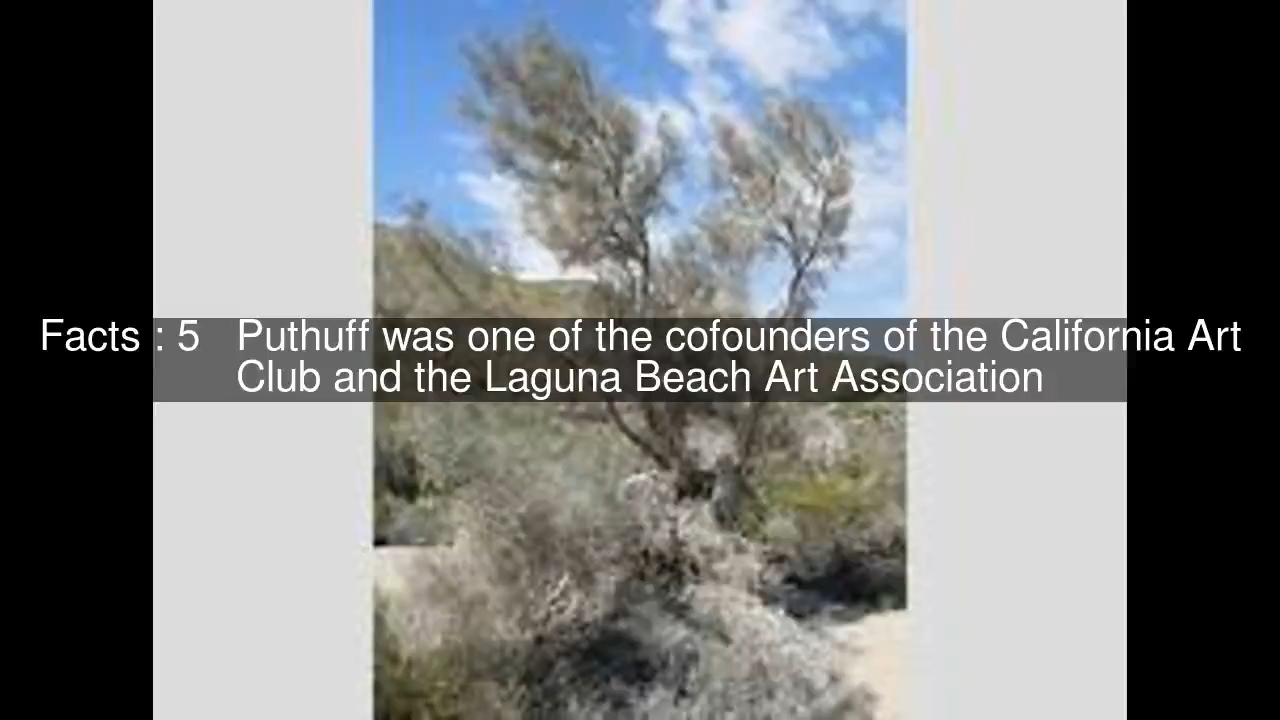 Facts : 5 Puthuff was one of the cofounders of the California Art
Club and the Laguna Beach Art Association